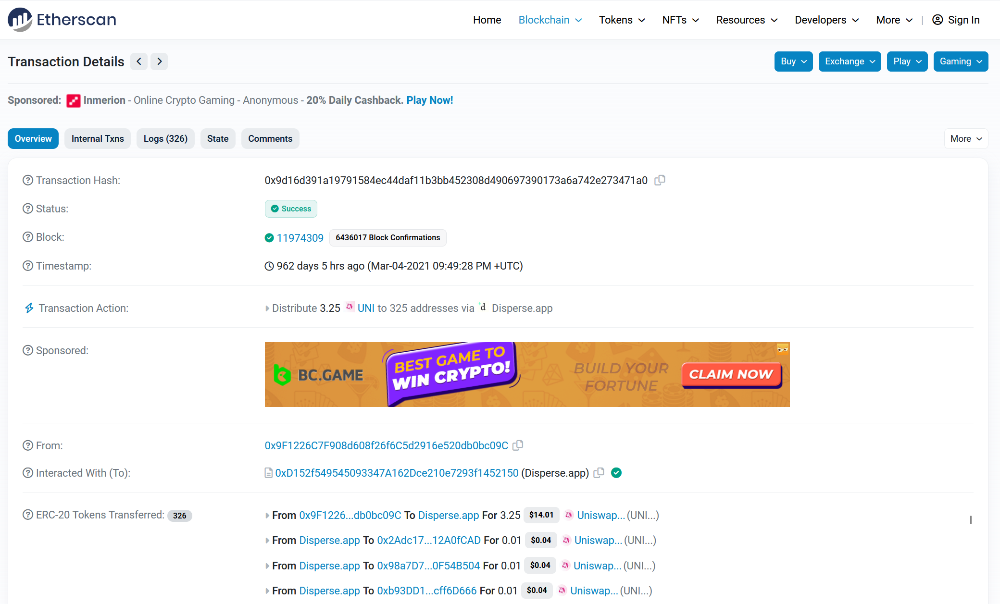 Etherscan
Home Blockchain Tokens NFTs Resources Developers More | Sign In
Transaction Details
Buy Exchange Play Gaming
Sponsored: Inmerion - Online Crypto Gaming - Anonymous - 20% Daily Cashback. Play Now!
Overview Internal Txns Logs (326) State Comments More
Transaction Hash: 0x9d16d391a19791584ec44daf11b3bb452308d490697390173a6a742e273471a0
Status: Success
Block: 11974309 6436017 Block Confirmations
Timestamp: 962 days 5 hrs ago (Mar-04-2021 09:49:28 PM +UTC)
Transaction Action: Distribute 3.25 UNI to 325 addresses via d Disperse.app
Sponsored:
BC.GAME
BEST GAME TO
WIN CRYPTO!
BUILD YOUR
FORTUNE
CLAIM NOW
From: 0x9F1226C7F908d608f26f6C5d2916e520db0bc09C
Interacted With (To): 0xD152f549545093347A162Dce210e7293f1452150 (Disperse.app)
ERC-20 Tokens Transferred: 326
From 0x9F1226...db0bc09C To Disperse.app For 3.25 $14.01 Uniswap... (UNI...)
From Disperse.app To 0x2Adc17...12A0fCAD For 0.01 $0.04 Uniswap... (UNI...)
From Disperse.app To 0x98a7D7...0F54B504 For 0.01 $0.04 Uniswap... (UNI...)
From Disperse.app To 0xb93DD1...cff6D666 For 0.01 $0.04 Uniswap... (UNI...)